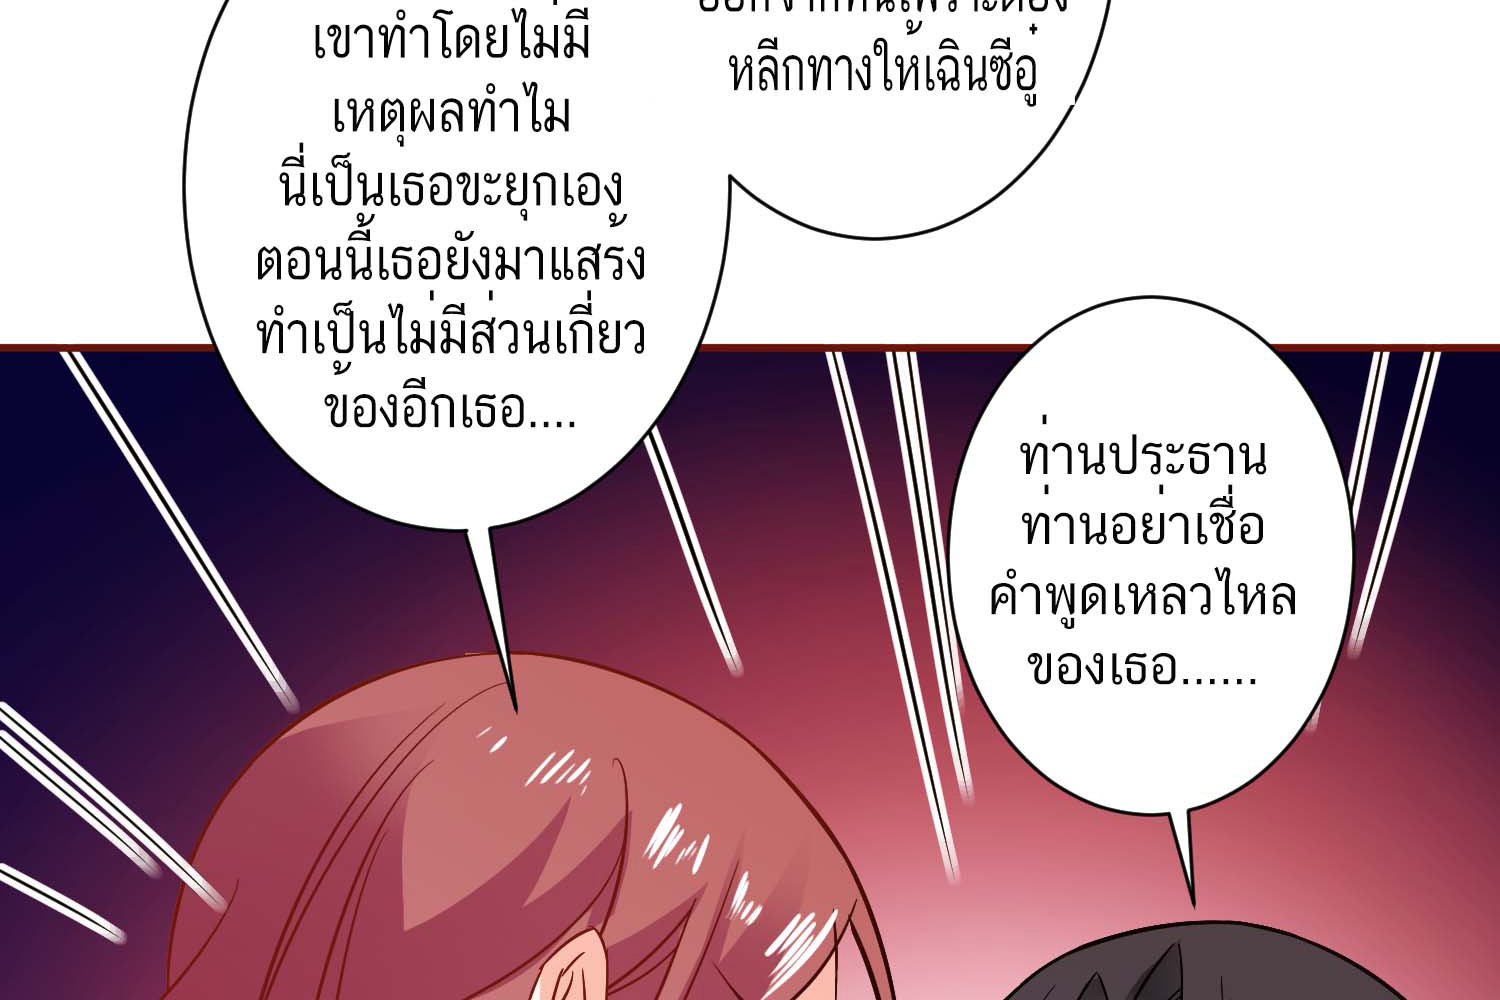 เขาทำโดยไม่มี
เหตุผลทำไม
นี่เป็นเธอขะยุกเอง
ตอนนี้เธอยังมาแสร้ง
ทำเป็นไม่มีส่วนเกี่ยว
ข้องอีกเธอ....
หลีกทางให้เฉินซีอู่
ท่านประธาน
ท่านอย่าเชื่อ
คำพูดเหลวไหล
ของเธอ......